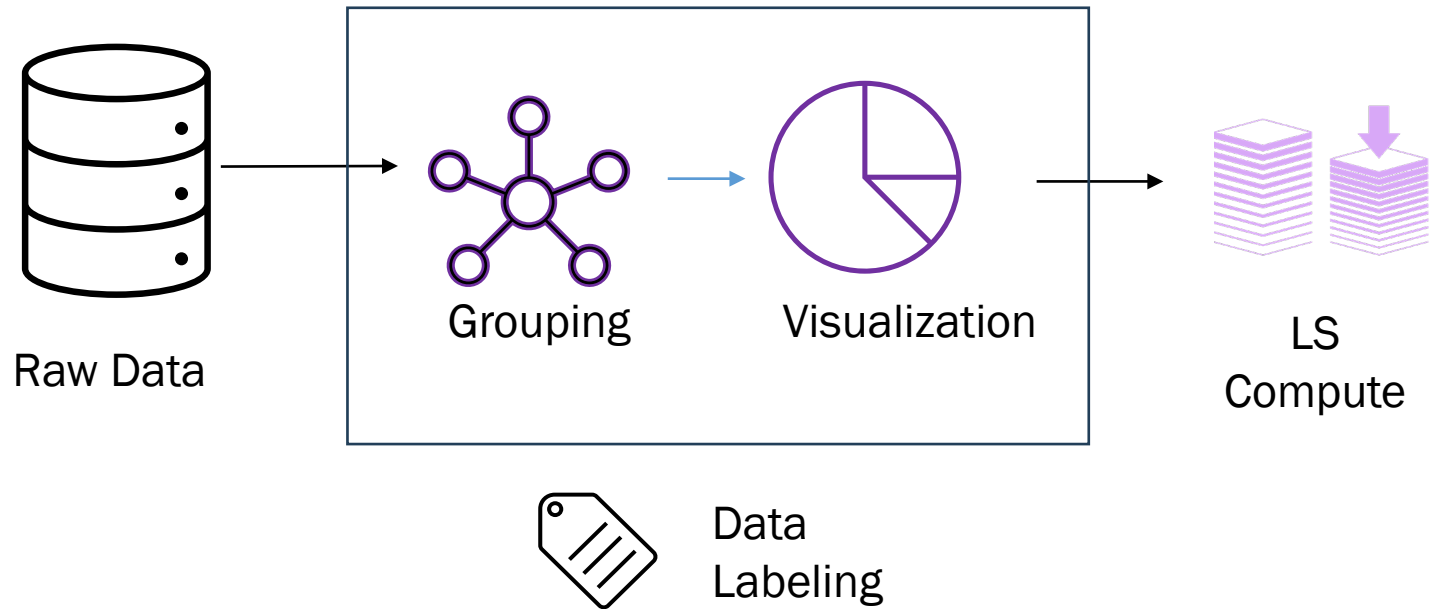 Raw Data
Grouping
Visualization
LS
Compute
Data
Labeling